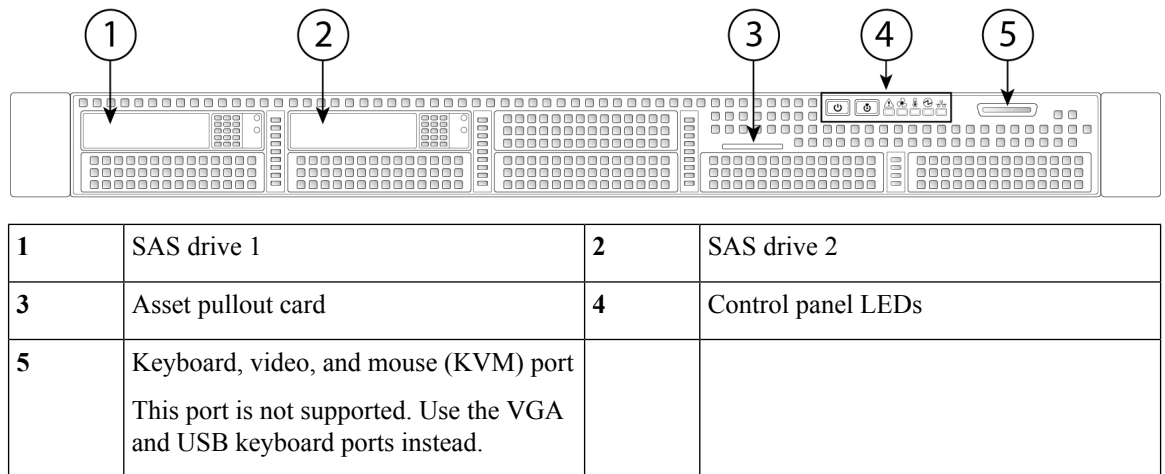 1 2 3 4 5
1 SAS drive 1 2 SAS drive 2
3 Asset pullout card 4 Control panel LEDs
5 Keyboard, video, and mouse (KVM) port
This port is not supported. Use the VGA
and USB keyboard ports instead.